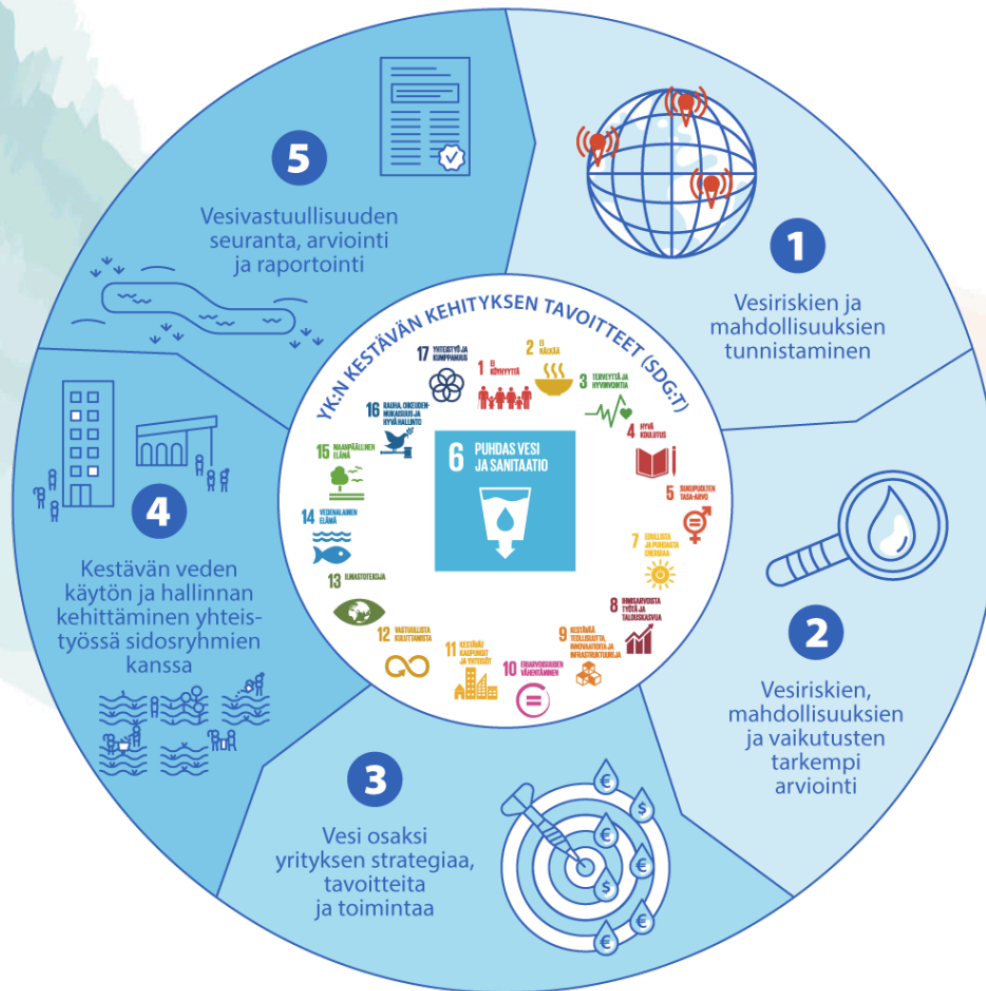 1
Vesiriskien ja
mahdollisuuksien
tunnistaminen
2
Vesiriskien,
mahdollisuuksien
ja vaikutusten
tarkempi
arviointi
€
$
€
€
$
€
€
3
Vesi osaksi
yrityksen strategiaa,
tavoitteita
ja toimintaa
4
Kestävän veden
käytön ja hallinnan
kehittäminen yhteis-
työssä sidosryhmien
kanssa
5
Vesivastuullisuuden
seuranta, arviointi
ja raportointi
YK:N KESTÄVÄN KEHITYKSEN TAVOITTEET (SDG:T)
1 EI
KÖYHYYTTÄ
2 EI
NÄLKÄÄ
3 TERVEYTTÄ JA
HYVINVOINTIA
4 HYVÄ
KOULUTUS
5 SUKUPUOLTEN
TASA-ARVO
6 PUHDAS VESI
JA SANITAATIO
7 EDULLISTA
JA PUHDASTA
ENERGIAA
8 IHMISARVOISTA
TYÖTÄ JA
TALOUSKASVUA
9 KESTÄVÄÄ
TEOLLISUUTTA,
INNOVAATIOITA JA
INFRASTRUKTUUREJA
10 ERIARVOISUUDEN
VÄHENTÄMINEN
11 KESTÄVÄT
KAUPUNGIT
JA YHTEISÖT
12 VASTUULLISTA
KULUTTAMISTA
13 ILMASTOTEKOJA
14 VEDENALAINEN
ELÄMÄ
15 MAANPÄÄLLINEN
ELÄMÄ
16 RAUHA, OIKEUDEN-
MUKAISUUS JA
HYVÄ HALLINTO
17 YHTEISTYÖ JA
KUMPPANUUS